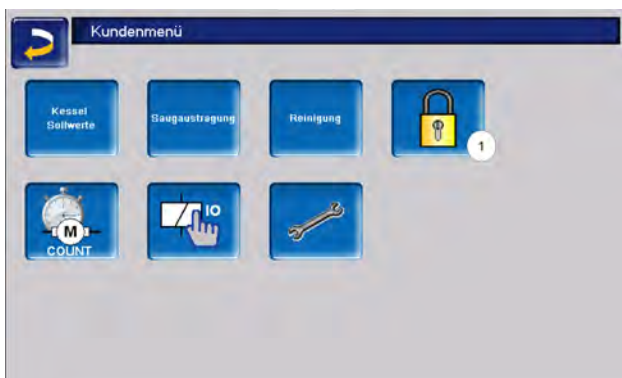 Kundenmenü
Kessel
Sollwerte
Saugaustragung
Reinigung
1
M
COUNT
IO